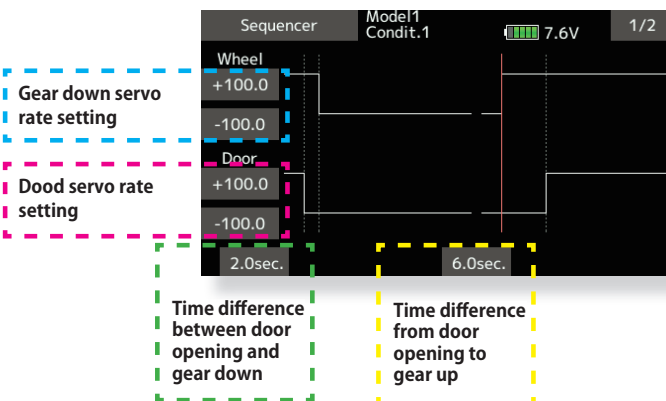 Sequencer
Model1
Condit.1
7.6V
1/2
Wheel
+100.0
-100.0
Door
+100.0
-100.0
2.0sec.
6.0sec.
Gear down servo
rate setting
Dood servo rate
setting
Time difference
between door
opening and
gear down
Time difference
from door
opening to
gear up